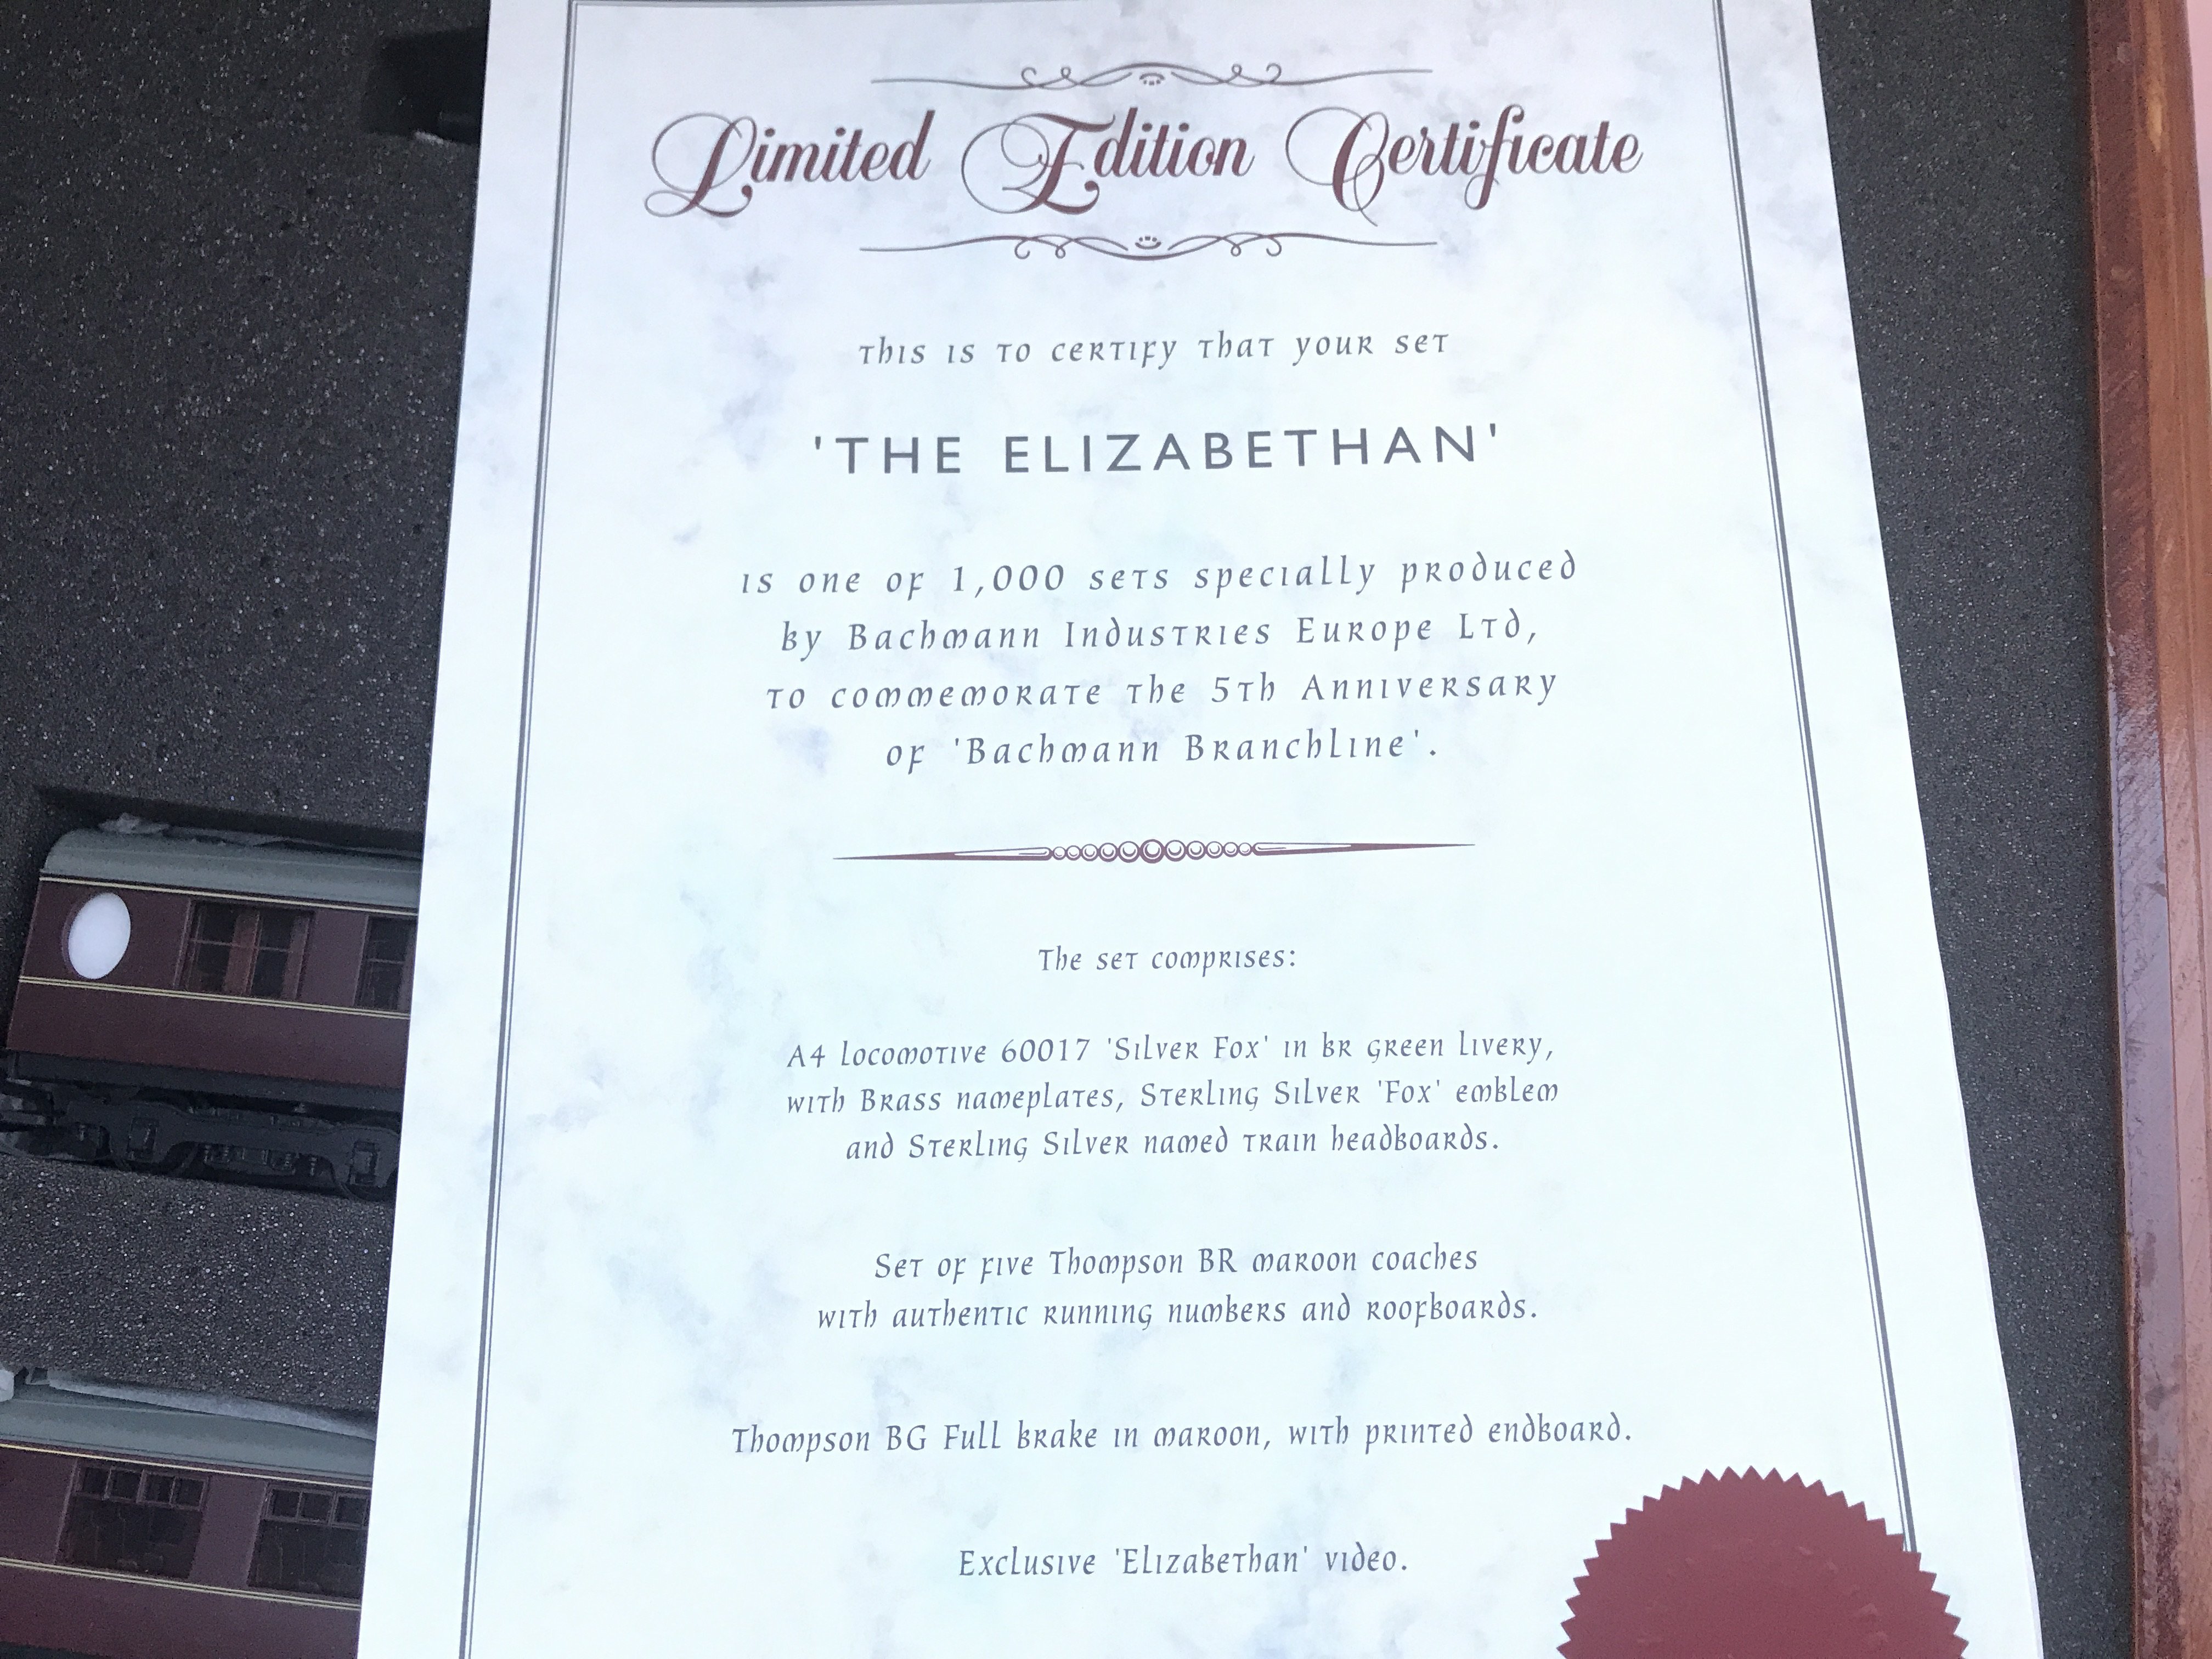 Limited Edition Certificate
This is to certify that your set
'THE ELIZABETHAN'
is one of 1,000 sets specially produced
by Bachmann Industries Europe Ltd,
to commemorate the 5th Anniversary
of 'Bachmann Branchline'.
The set comprises:
A4 Locomotive 60017 'Silver Fox' in BR green livery,
with Brass nameplates, Sterling Silver 'Fox' emblem
and Sterling Silver named train headboards.
Set of five Thompson BR maroon coaches
with authentic running numbers and roofboards.
Thompson BG Full brake in maroon, with printed endboard.
Exclusive 'Elizabethan' video.